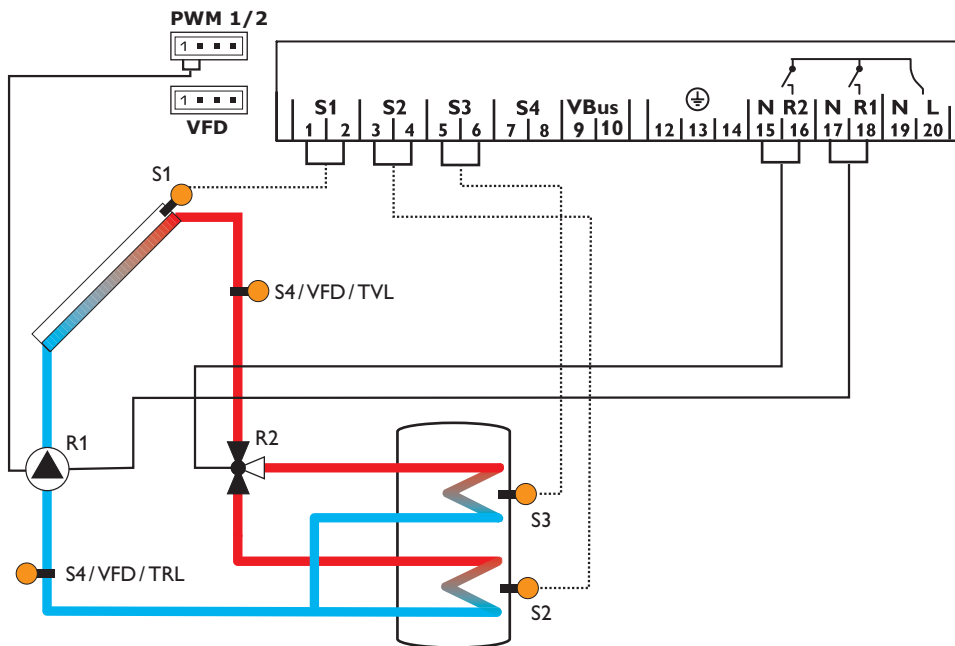 PWM 1/2
1
1
VFD
S1 S2 S3 S4 VBus N R2 N R1 N L
1 2 3 4 5 6 7 8 9 10 12 13 14 15 16 17 18 19 20
S1
S4/VFD/TVL
R1
R2
S3
S4/VFD/TRL
S2